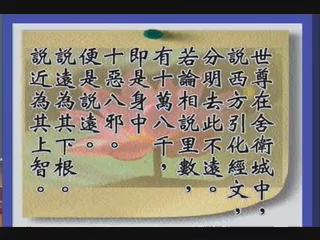 世尊在舍衛城中，
說西方引化經文，
分明去此不遠。
若論相說里數，
有十萬八千，
即是身中
十惡八邪。
便是說遠。
說遠為其下根。
說近為其上智。